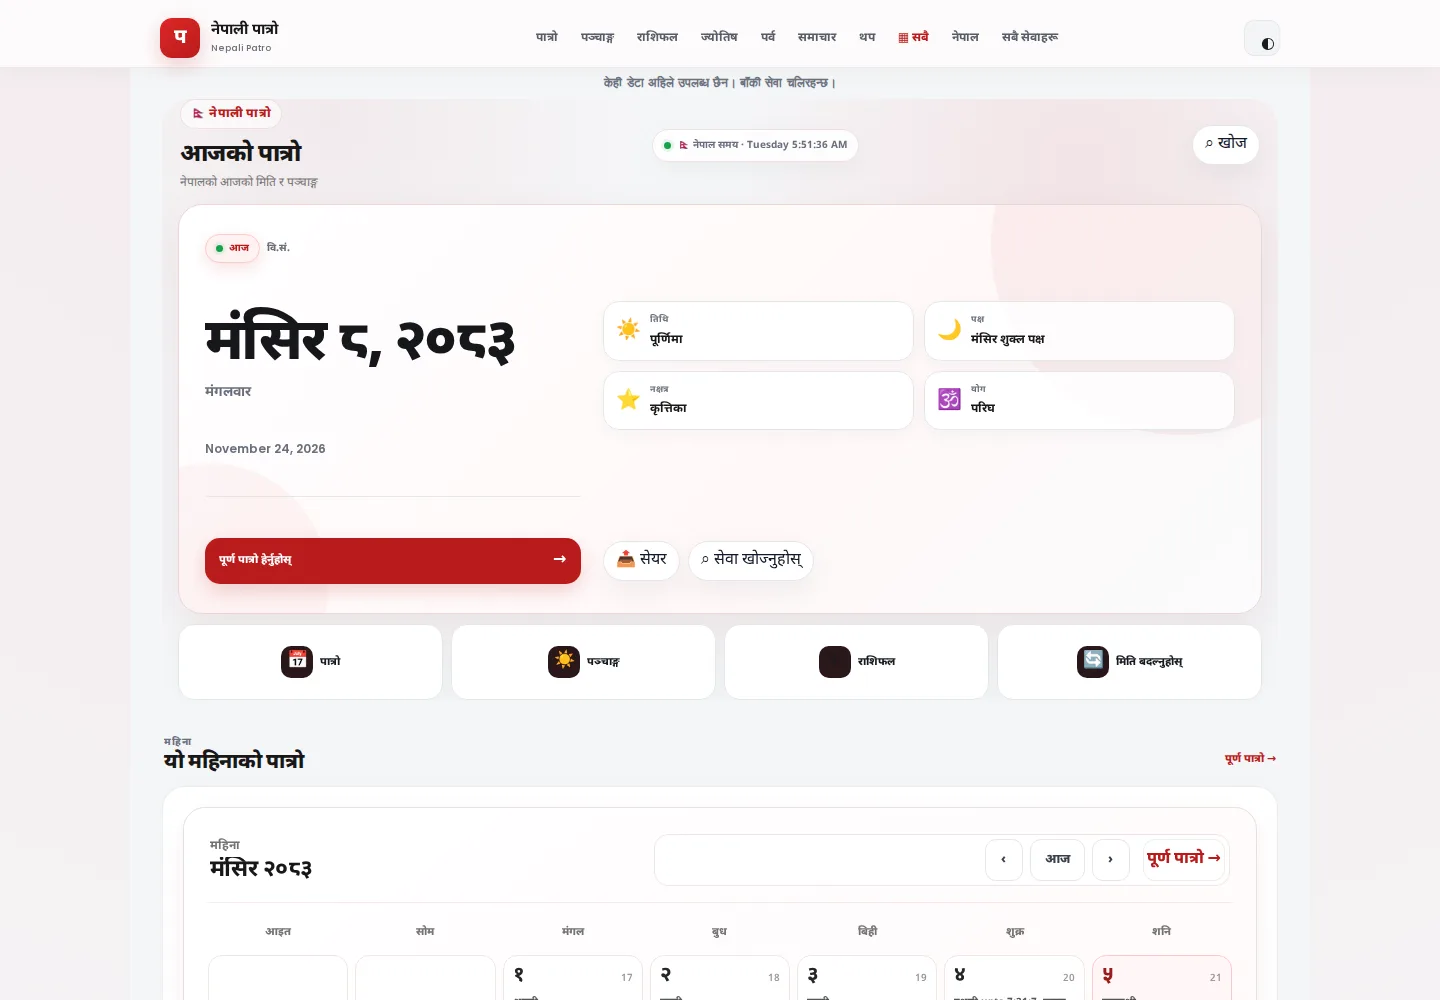 प
नेपाली पात्रो
Nepali Patro
पात्रो
पञ्चाङ्ग
राशिफल
ज्योतिष
पर्व
समाचार
थप
▦ सबै
नेपाल
सबै सेवाहरू
केही डेटा अहिले उपलब्ध छैन। बाँकी सेवा चलिरहन्छ।
नेपाली पात्रो
आजको पात्रो
नेपालको आजको मिति र पञ्चाङ्ग
नेपाल समय · Tuesday 5:51:36 AM
⌕ खोज
आज
वि.सं.
मंसिर ८, २०८३
मंगलवार
November 24, 2026
तिथि
पूर्णिमा
पक्ष
मंसिर शुक्ल पक्ष
नक्षत्र
कृत्तिका
योग
परिघ
पूर्ण पात्रो हेर्नुहोस् →
सेयर
⌕ सेवा खोज्नुहोस्
पात्रो
पञ्चाङ्ग
राशिफल
मिति बदल्नुहोस्
महिना
यो महिनाको पात्रो
पूर्ण पात्रो →
महिना
मंसिर २०८३
‹
आज
›
पूर्ण पात्रो →
आइत
सोम
मंगल
बुध
बिही
शुक्र
शनि
१ 17
२ 18
३ 19
४ 20
५ 21